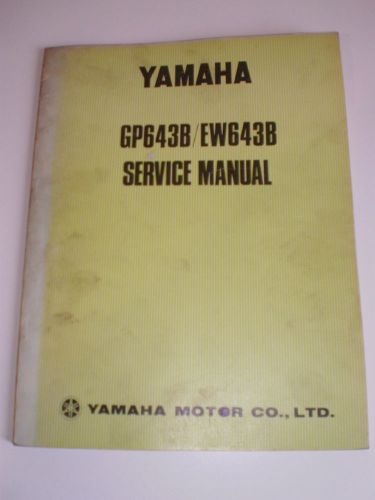 YAMAHA
GP643B/EW643B
SERVICE MANUAL
YAMAHA MOTOR CO., LTD.